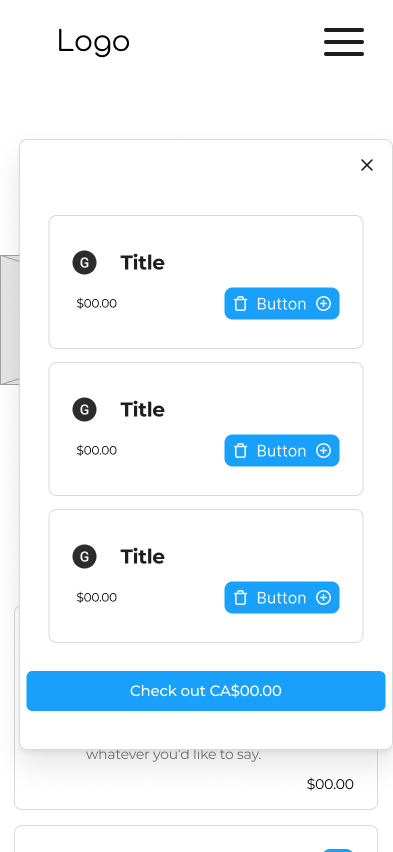 Logo
G Title
$00.00 Button
G Title
$00.00 Button
G Title
$00.00 Button
Check out CA$00.00
whatever you'd like to say.
$00.00